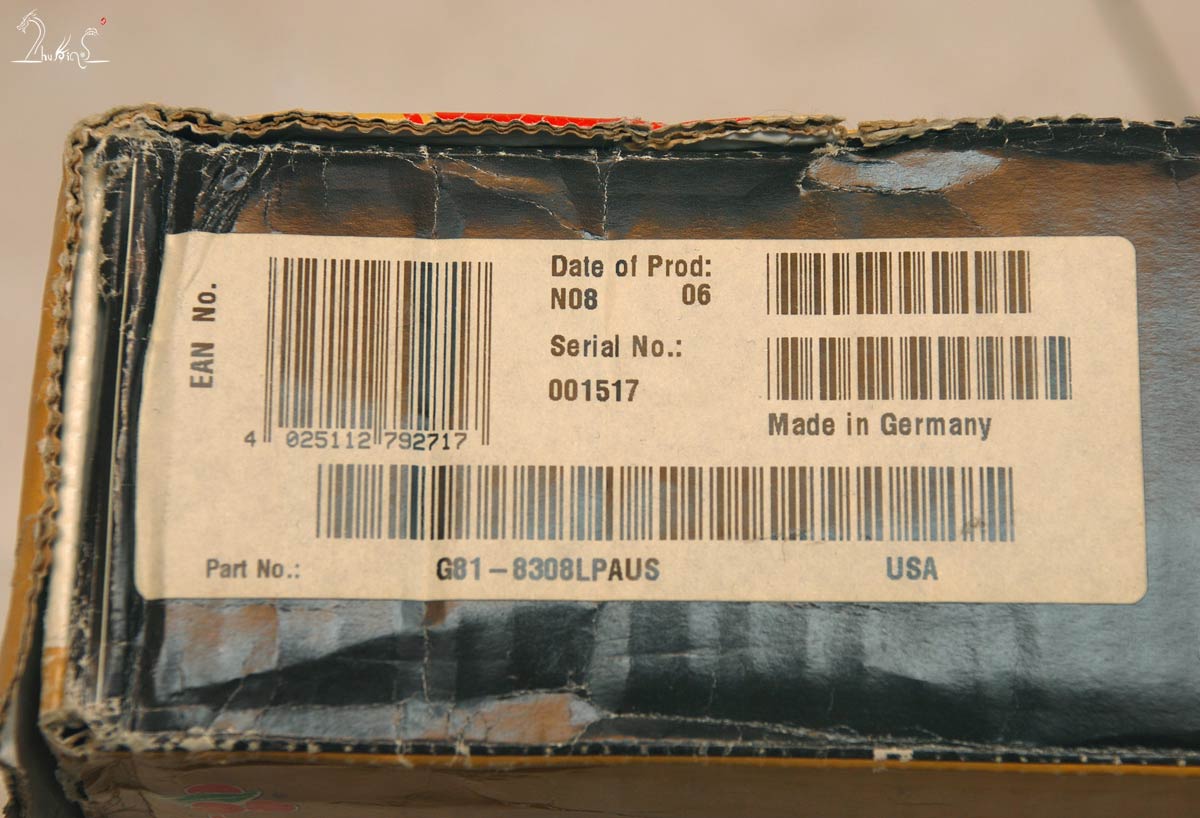 EAN No.
4 025112 792717
Date of Prod:
N08 06
Serial No.:
001517
Made in Germany
Part No.: G81-8308LPAUS USA